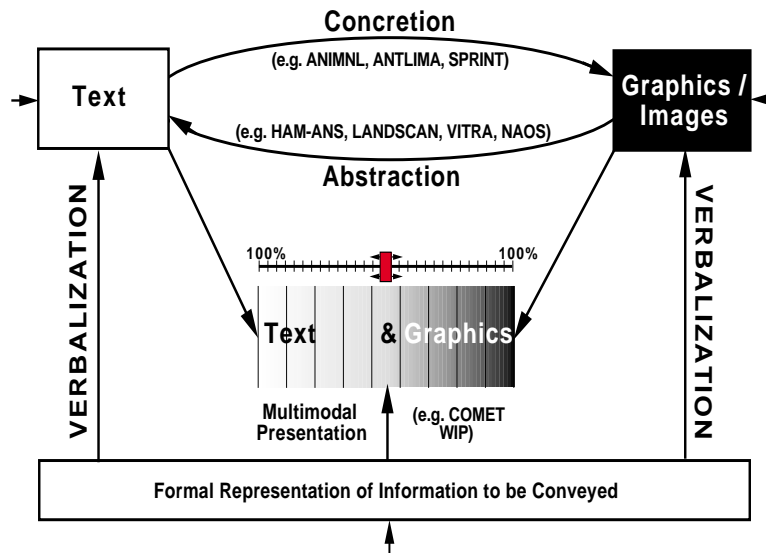 Concretion
(e.g. ANIMNL, ANTLIMA, SPRINT)
Text
Graphics /
Images
(e.g. HAM-ANS, LANDSCAN, VITRA, NAOS)
Abstraction
VERBALIZATION
VERBALIZATION
100%
100%
Text & Graphics
Multimodal
Presentation
(e.g. COMET
WIP)
Formal Representation of Information to be Conveyed